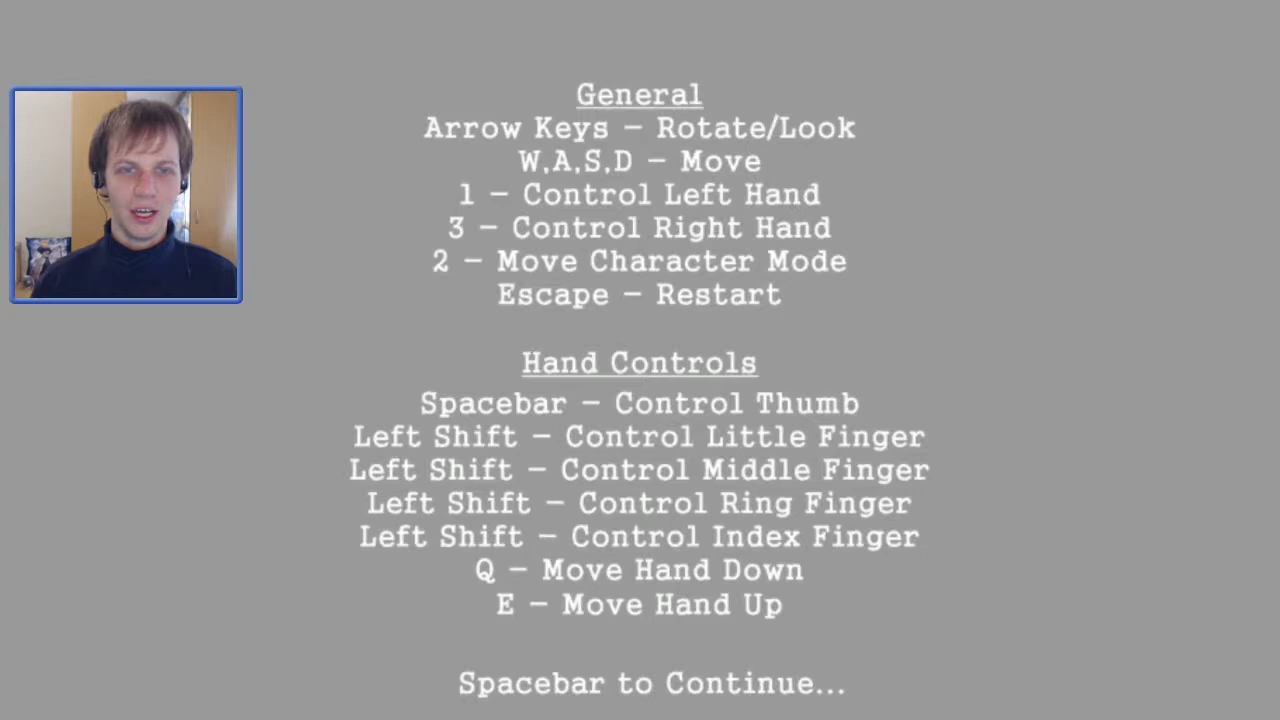 General
Arrow Keys - Rotate/Look
W,A,S,D - Move
1 - Control Left Hand
3 - Control Right Hand
2 - Move Character Mode
Escape - Restart
Hand Controls
Spacebar - Control Thumb
Left Shift - Control Little Finger
Left Shift - Control Middle Finger
Left Shift - Control Ring Finger
Left Shift - Control Index Finger
Q - Move Hand Down
E - Move Hand Up
Spacebar to Continue...